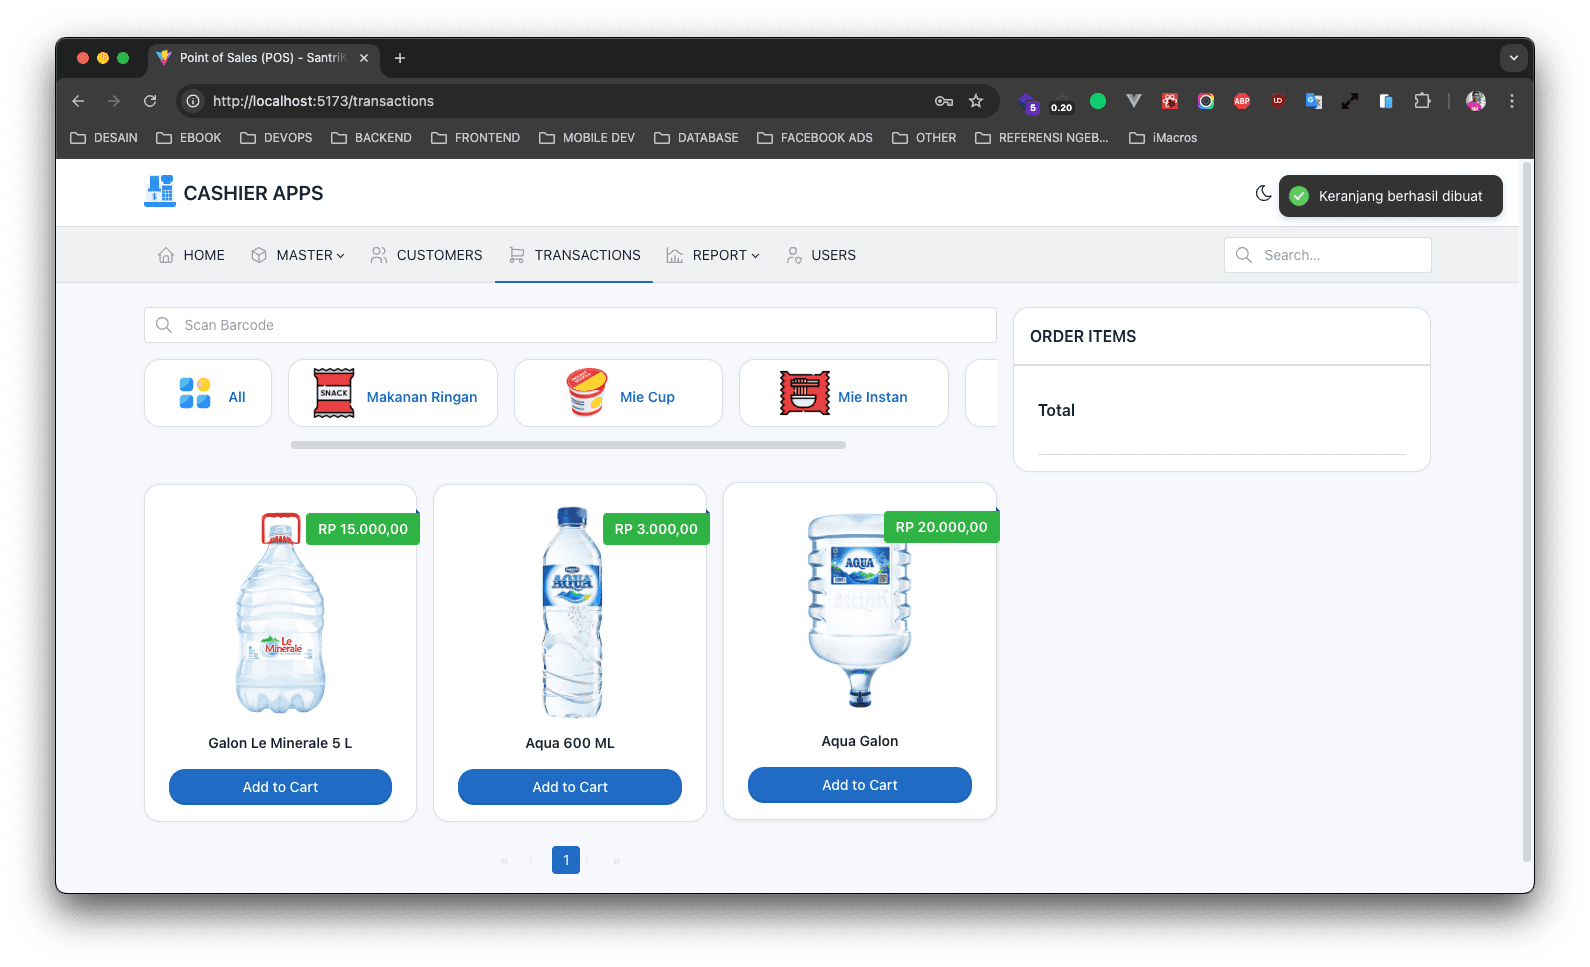 Point of Sales (POS) - SantriK
http://localhost:5173/transactions
5
0.20
ABP
UD
DESAIN
EBOOK
DEVOPS
BACKEND
FRONTEND
MOBILE DEV
DATABASE
FACEBOOK ADS
OTHER
REFERENSI NGEB...
iMacros
CASHIER APPS
Keranjang berhasil dibuat
HOME
MASTER
CUSTOMERS
TRANSACTIONS
REPORT
USERS
Search...
Scan Barcode
All
SNACK
Makanan Ringan
Mie Cup
Mie Instan
ORDER ITEMS
Total
RP 15.000,00
Le
Minerale
Galon Le Minerale 5 L
Add to Cart
RP 3.000,00
AQUA
Aqua 600 ML
Add to Cart
RP 20.000,00
AQUA
Aqua Galon
Add to Cart
« ‹ 1 › »